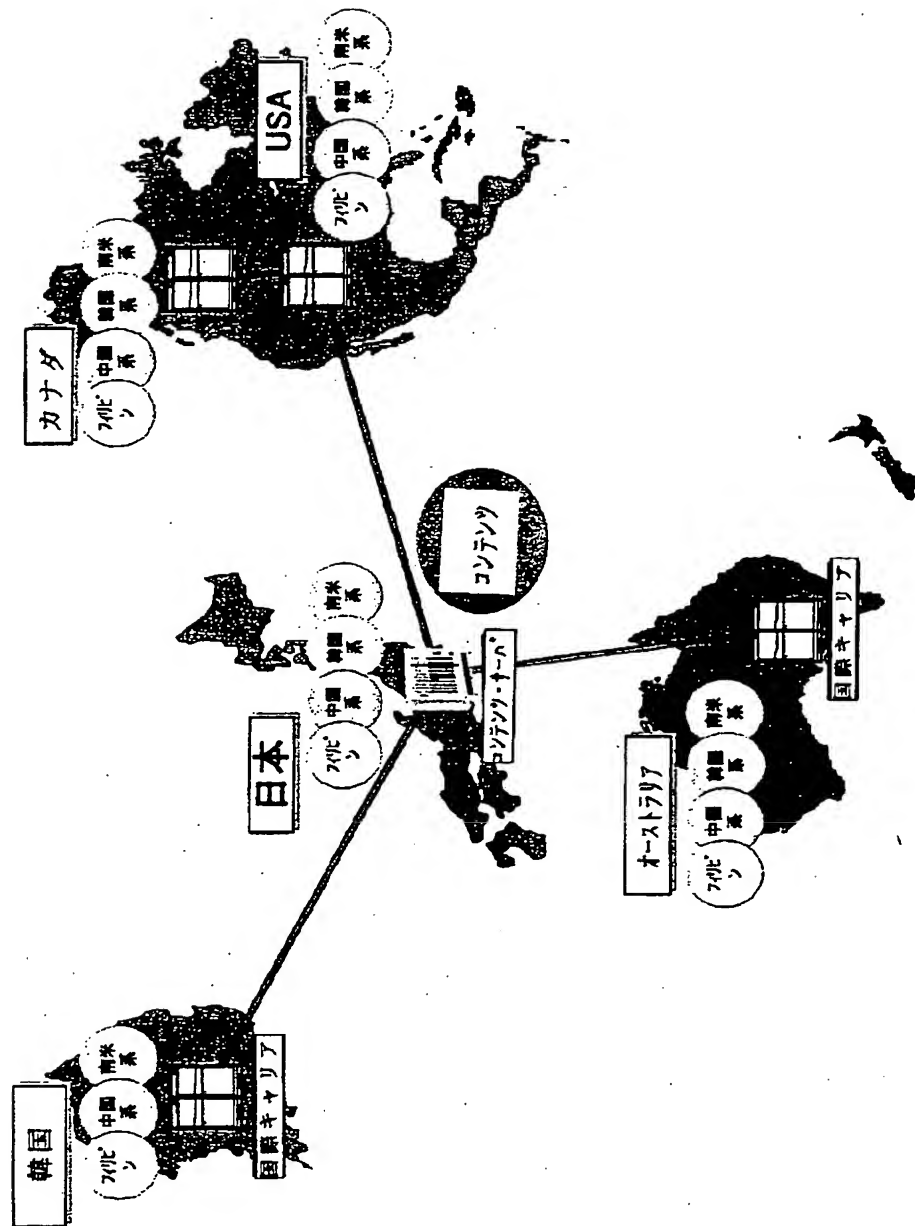 韓国
フィリピ
ン
中国
系
南米
系
国際キャリア
カナダ
フィリピ
ン
中国
系
韓国
系
南米
系
日本
フィリピ
ン
中国
系
韓国
系
南米
系
USA
フィリピ
ン
中国
系
韓国
系
南米
系
コンテンツ・サーバ
コンテンツ
オーストラリア
フィリピ
ン
中国
系
韓国
系
南米
系
国際キャリア